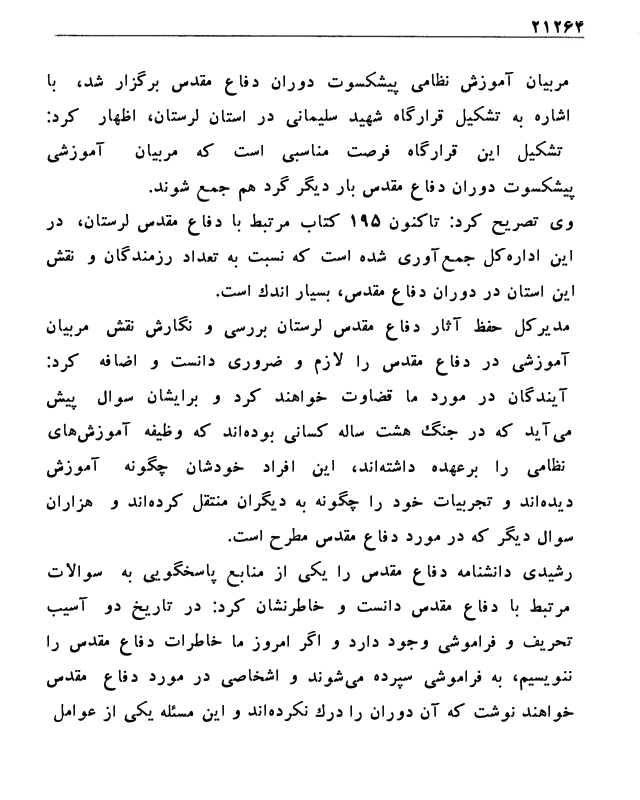 ۲۱۲۶۴
مربیان آموزش نظامی پیشکسوت دوران دفاع مقدس برگزار شد، با
اشاره به تشکیل قرارگاه شهید سلیمانی در استان لرستان، اظهار کرد:
تشکیل این قرارگاه فرصت مناسبی است که مربیان آموزشی
پیشکسوت دوران دفاع مقدس بار دیگر گرد هم جمع شوند.
وی تصریح کرد: تاکنون ۱۹۵ کتاب مرتبط با دفاع مقدس لرستان، در
این اداره‌کل جمع‌آوری شده است که نسبت به تعداد رزمندگان و نقش
این استان در دوران دفاع مقدس، بسیار اندک است.
مدیرکل حفظ آثار دفاع مقدس لرستان بررسی و نگارش نقش مربیان
آموزشی در دفاع مقدس را لازم و ضروری دانست و اضافه کرد:
آیندگان در مورد ما قضاوت خواهند کرد و برایشان سوال پیش
می‌آید که در جنگ هشت ساله کسانی بوده‌اند که وظیفه آموزش‌های
نظامی را برعهده داشته‌اند، این افراد خودشان چگونه آموزش
دیده‌اند و تجربیات خود را چگونه به دیگران منتقل کرده‌اند و هزاران
سوال دیگر که در مورد دفاع مقدس مطرح است.
رشیدی دانشنامه دفاع مقدس را یکی از منابع پاسخگویی به سوالات
مرتبط با دفاع مقدس دانست و خاطرنشان کرد: در تاریخ دو آسیب
تحریف و فراموشی وجود دارد و اگر امروز ما خاطرات دفاع مقدس را
ننویسیم، به فراموشی سپرده می‌شوند و اشخاصی در مورد دفاع مقدس
خواهند نوشت که آن دوران را درک نکرده‌اند و این مسئله یکی از عوامل